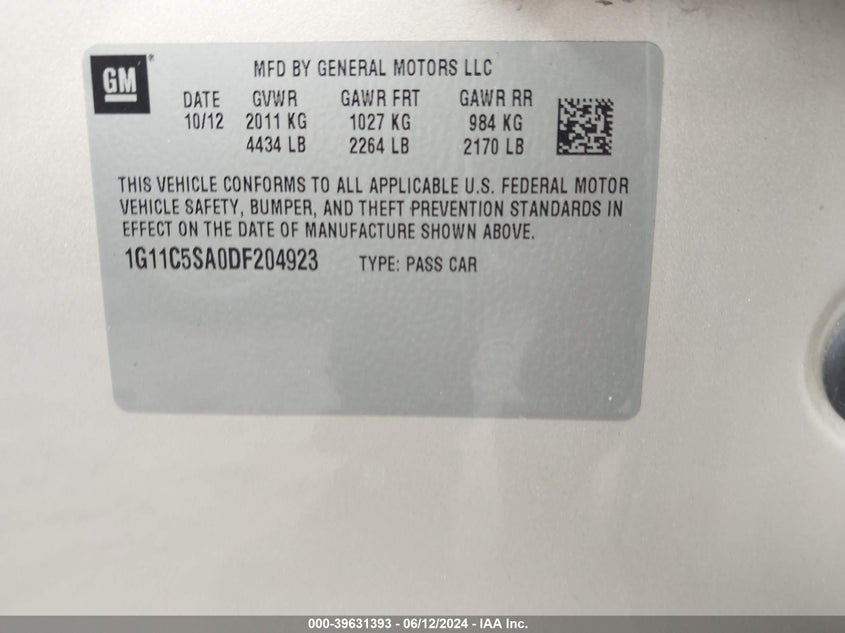 GM®
MFD BY GENERAL MOTORS LLC
DATE GVWR GAWR FRT GAWR RR
10/12 2011 KG 1027 KG 984 KG
4434 LB 2264 LB 2170 LB
THIS VEHICLE CONFORMS TO ALL APPLICABLE U.S. FEDERAL MOTOR
VEHICLE SAFETY, BUMPER, AND THEFT PREVENTION STANDARDS IN
EFFECT ON THE DATE OF MANUFACTURE SHOWN ABOVE.
1G11C5SA0DF204923 TYPE: PASS CAR
000-39631393 - 06/12/2024 - IAA Inc.